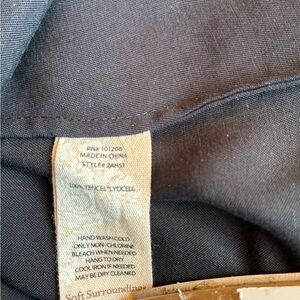 RN# 101206
MADE IN CHINA
STYLE# 2AHS1
100% TENCEL®LYOCELL
HAND WASH COLD
ONLY NON-CHLORINE
BLEACH WHEN NEEDED
HANG TO DRY
COOL IRON IF NEEDED
MAY BE DRY CLEANED
Soft Surroundings